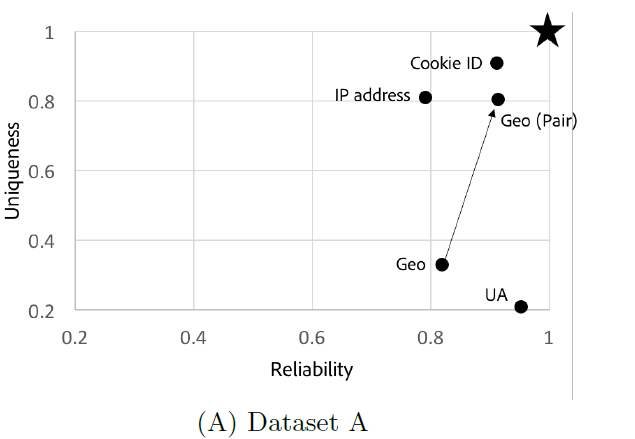 1
Cookie ID
IP address
0.8
Geo (Pair)
Uniqueness
0.6
0.4
Geo
UA
0.2
0.2 0.4 0.6 0.8 1
Reliability
(A) Dataset A